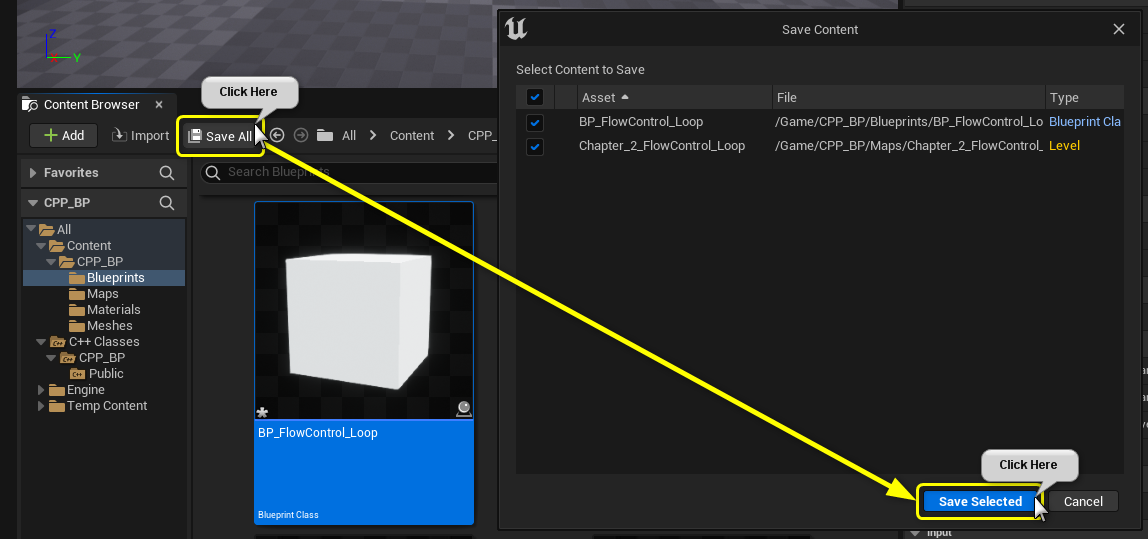 Z
Y
Content Browser
Click Here
Add
Import
Save All
All
Content
CPP_
Favorites
Search Blueprints
CPP_BP
All
Content
CPP_BP
Blueprints
Maps
Materials
Meshes
C++ Classes
CPP_BP
Public
Engine
Temp Content
BP_FlowControl_Loop
Blueprint Class
Save Content
Select Content to Save
Asset File Type
BP_FlowControl_Loop /Game/CPP_BP/Blueprints/BP_FlowControl_Lo Blueprint Cla
Chapter_2_FlowControl_Loop /Game/CPP_BP/Maps/Chapter_2_FlowControl_ Level
Click Here
Save Selected
Cancel
Input